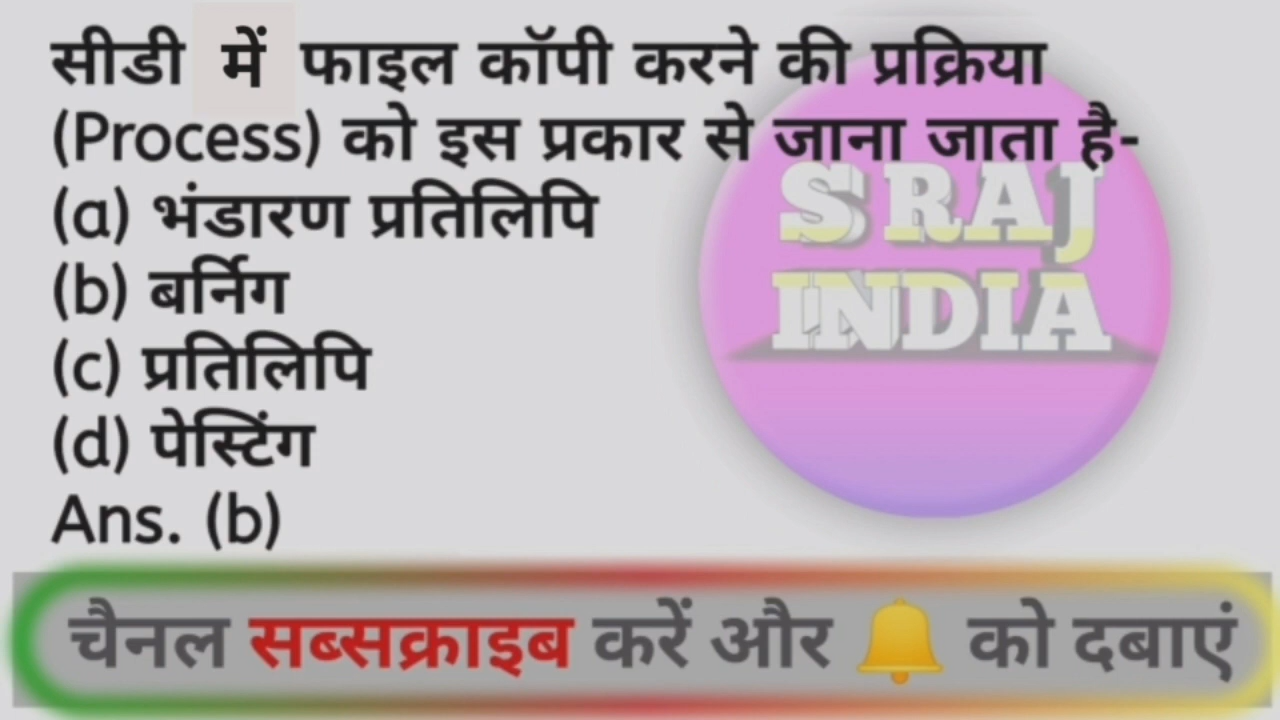 सीडी में फाइल कॉपी करने की प्रक्रिया
(Process) को इस प्रकार से जाना जाता है-
(a) भंडारण प्रतिलिपि
(b) बर्निग
(c) प्रतिलिपि
(d) पेस्टिंग
Ans. (b)
S RAJ
INDIA
चैनल सब्सक्राइब करें और 🔔 को दबाएं